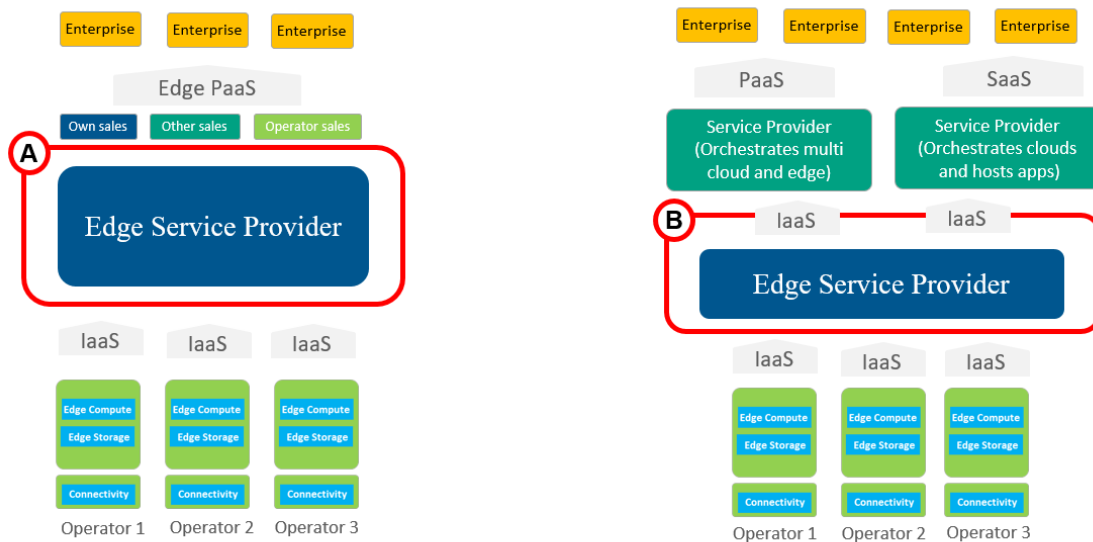 Enterprise
Enterprise
Enterprise
Edge PaaS
Own sales
Other sales
Operator sales
A
Edge Service Provider
IaaS
IaaS
IaaS
Edge Compute
Edge Compute
Edge Compute
Edge Storage
Edge Storage
Edge Storage
Connectivity
Connectivity
Connectivity
Operator 1
Operator 2
Operator 3
Enterprise
Enterprise
Enterprise
Enterprise
PaaS
SaaS
Service Provider
(Orchestrates multi
cloud and edge)
Service Provider
(Orchestrates clouds
and hosts apps)
B
IaaS
IaaS
Edge Service Provider
IaaS
IaaS
IaaS
Edge Compute
Edge Compute
Edge Compute
Edge Storage
Edge Storage
Edge Storage
Connectivity
Connectivity
Connectivity
Operator 1
Operator 2
Operator 3